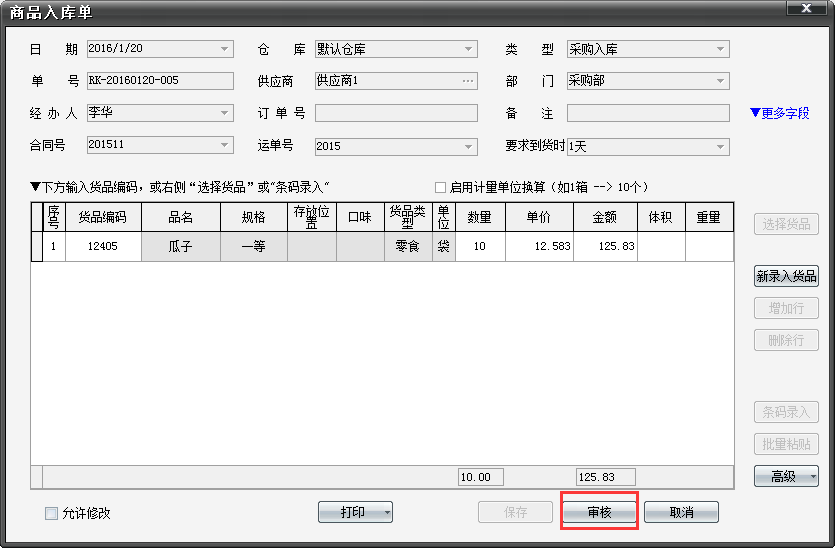 商品入库单
日 期 2016/1/20 仓 库 默认仓库 类 型 采购入库
单 号 RK-20160120-005 供应商 供应商1 ... 部 门 采购部
经 办 人 李华 订 单 号 备 注 ▼更多字段
合同号 201511 运单号 2015 要求到货时 1天
▼下方输入货品编码，或右侧“选择货品”或"条码录入" 启用计量单位换算（如1箱 --> 10个）
序号 货品编码 品名 规格 存放位置 口味 货品类型 单位 数量 单价 金额 体积 重量
1 12405 瓜子 一等 零食 袋 10 12.583 125.83
选择货品
新录入货品
增加行
删除行
条码录入
批量粘贴
高级
10.00 125.83
允许修改 打印 保存 审核 取消